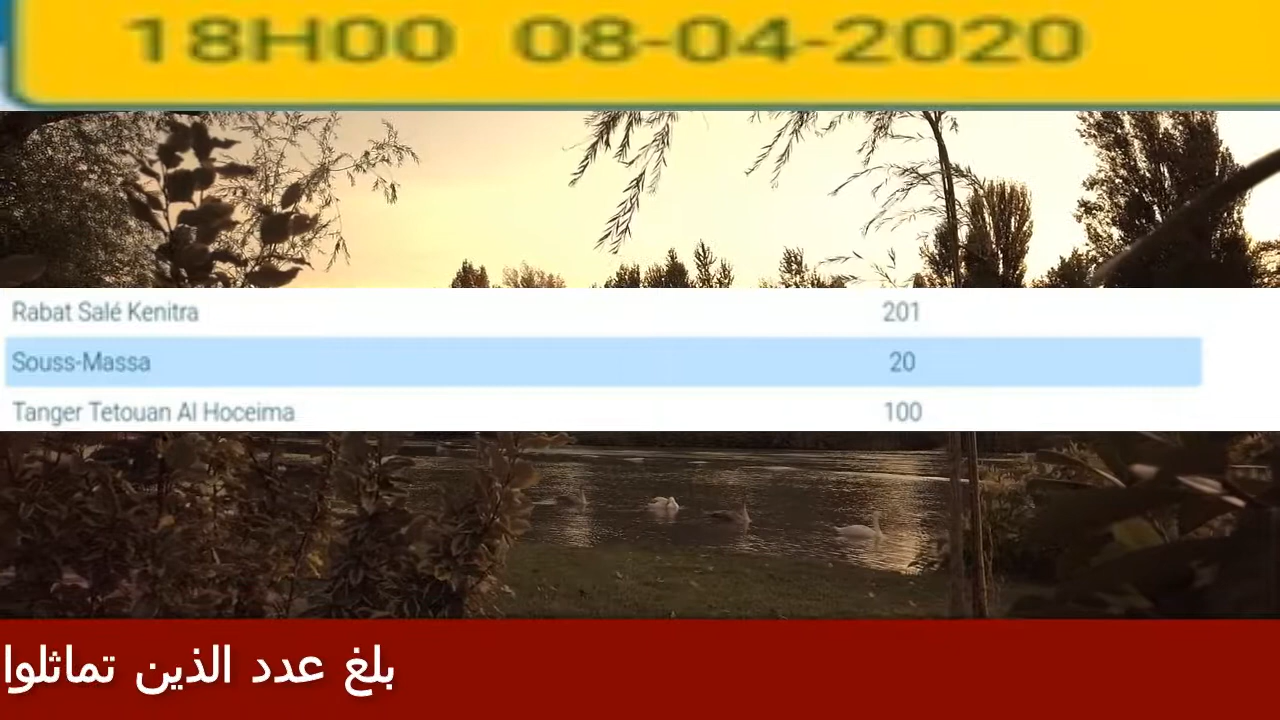 18H00 08-04-2020
Rabat Salé Kenitra 201
Souss-Massa 20
Tanger Tetouan Al Hoceima 100
بلغ عدد الذين تماثلوا